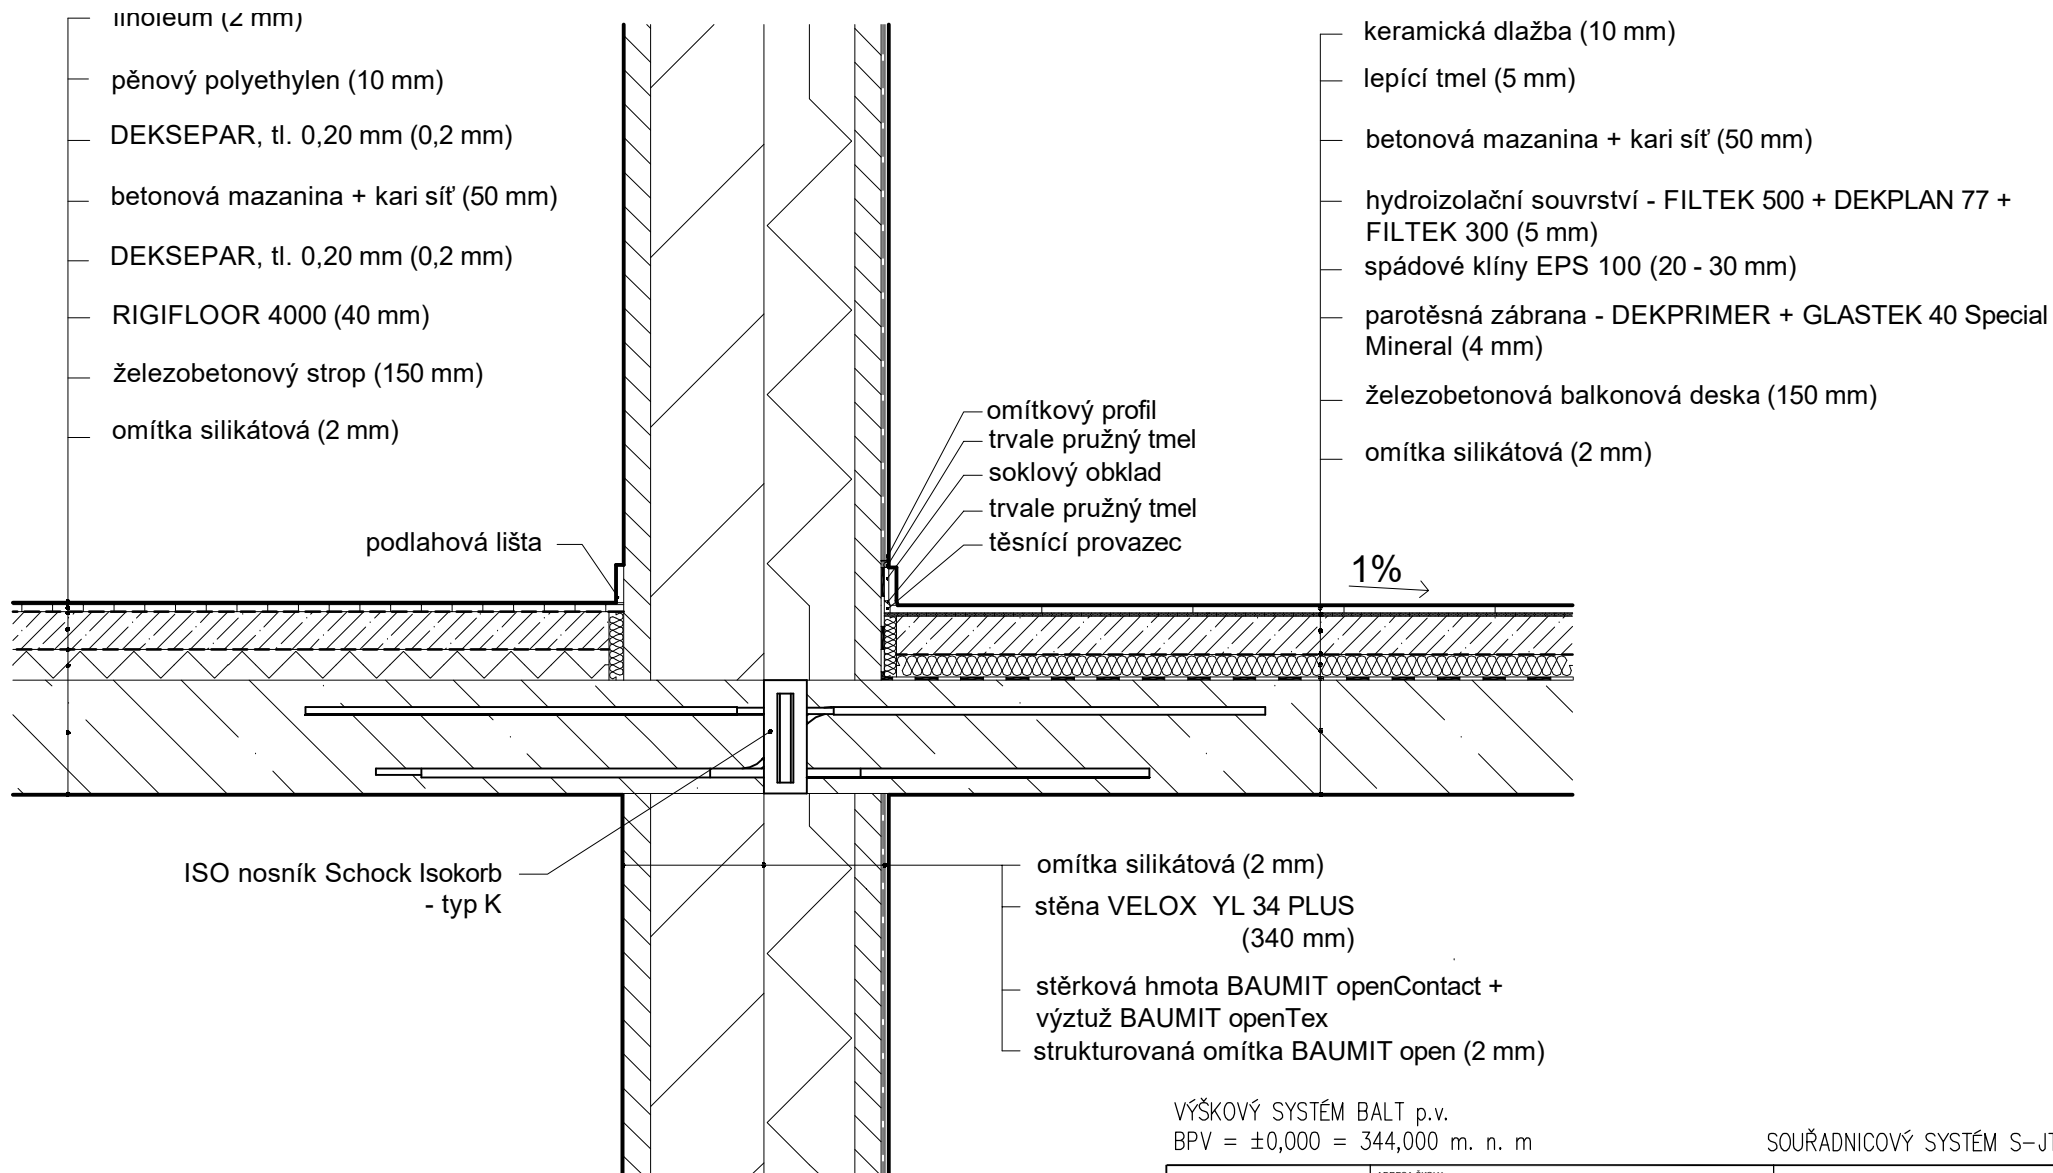 linoleum (2 mm)
pěnový polyethylen (10 mm)
DEKSEPAR, tl. 0,20 mm (0,2 mm)
betonová mazanina + kari síť (50 mm)
DEKSEPAR, tl. 0,20 mm (0,2 mm)
RIGIFLOOR 4000 (40 mm)
železobetonový strop (150 mm)
omítka silikátová (2 mm)
podlahová lišta
keramická dlažba (10 mm)
lepící tmel (5 mm)
betonová mazanina + kari síť (50 mm)
hydroizolační souvrství - FILTEK 500 + DEKPLAN 77 +
FILTEK 300 (5 mm)
spádové klíny EPS 100 (20 - 30 mm)
parotěsná zábrana - DEKPRIMER + GLASTEK 40 Special
Mineral (4 mm)
železobetonová balkonová deska (150 mm)
omítka silikátová (2 mm)
omítkový profil
trvale pružný tmel
soklový obklad
trvale pružný tmel
těsnící provazec
1%
ISO nosník Schock Isokorb
- typ K
omítka silikátová (2 mm)
stěna VELOX YL 34 PLUS
(340 mm)
stěrková hmota BAUMIT openContact +
výztuž BAUMIT openTex
strukturovaná omítka BAUMIT open (2 mm)
VÝŠKOVÝ SYSTÉM BALT p.v.
BPV = ±0,000 = 344,000 m. n. m
SOUŘADNICOVÝ SYSTÉM S-JT